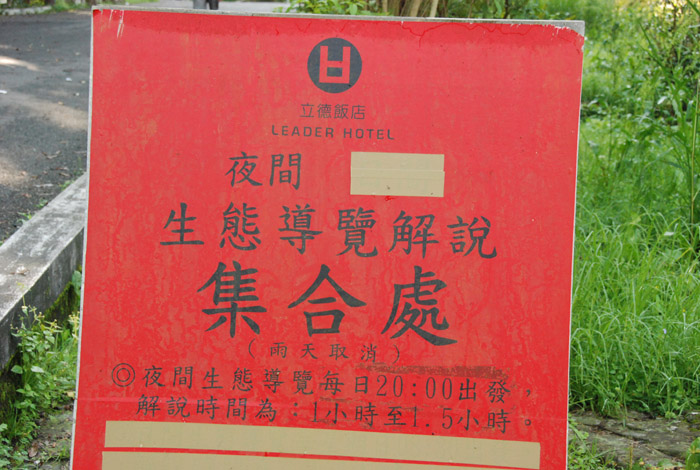 立德飯店
LEADER HOTEL
夜間
生態導覽解說
集合處
(雨天取消)
◎夜間生態導覽每日20:00出發，
解說時間為：1小時至1.5小時。